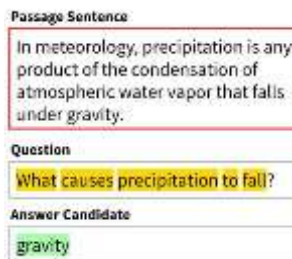 Passage Sentence
In meteorology, precipitation is any
product of the condensation of
atmospheric water vapor that falls
under gravity.
Question
What causes precipitation to fall?
Answer Candidate
gravity